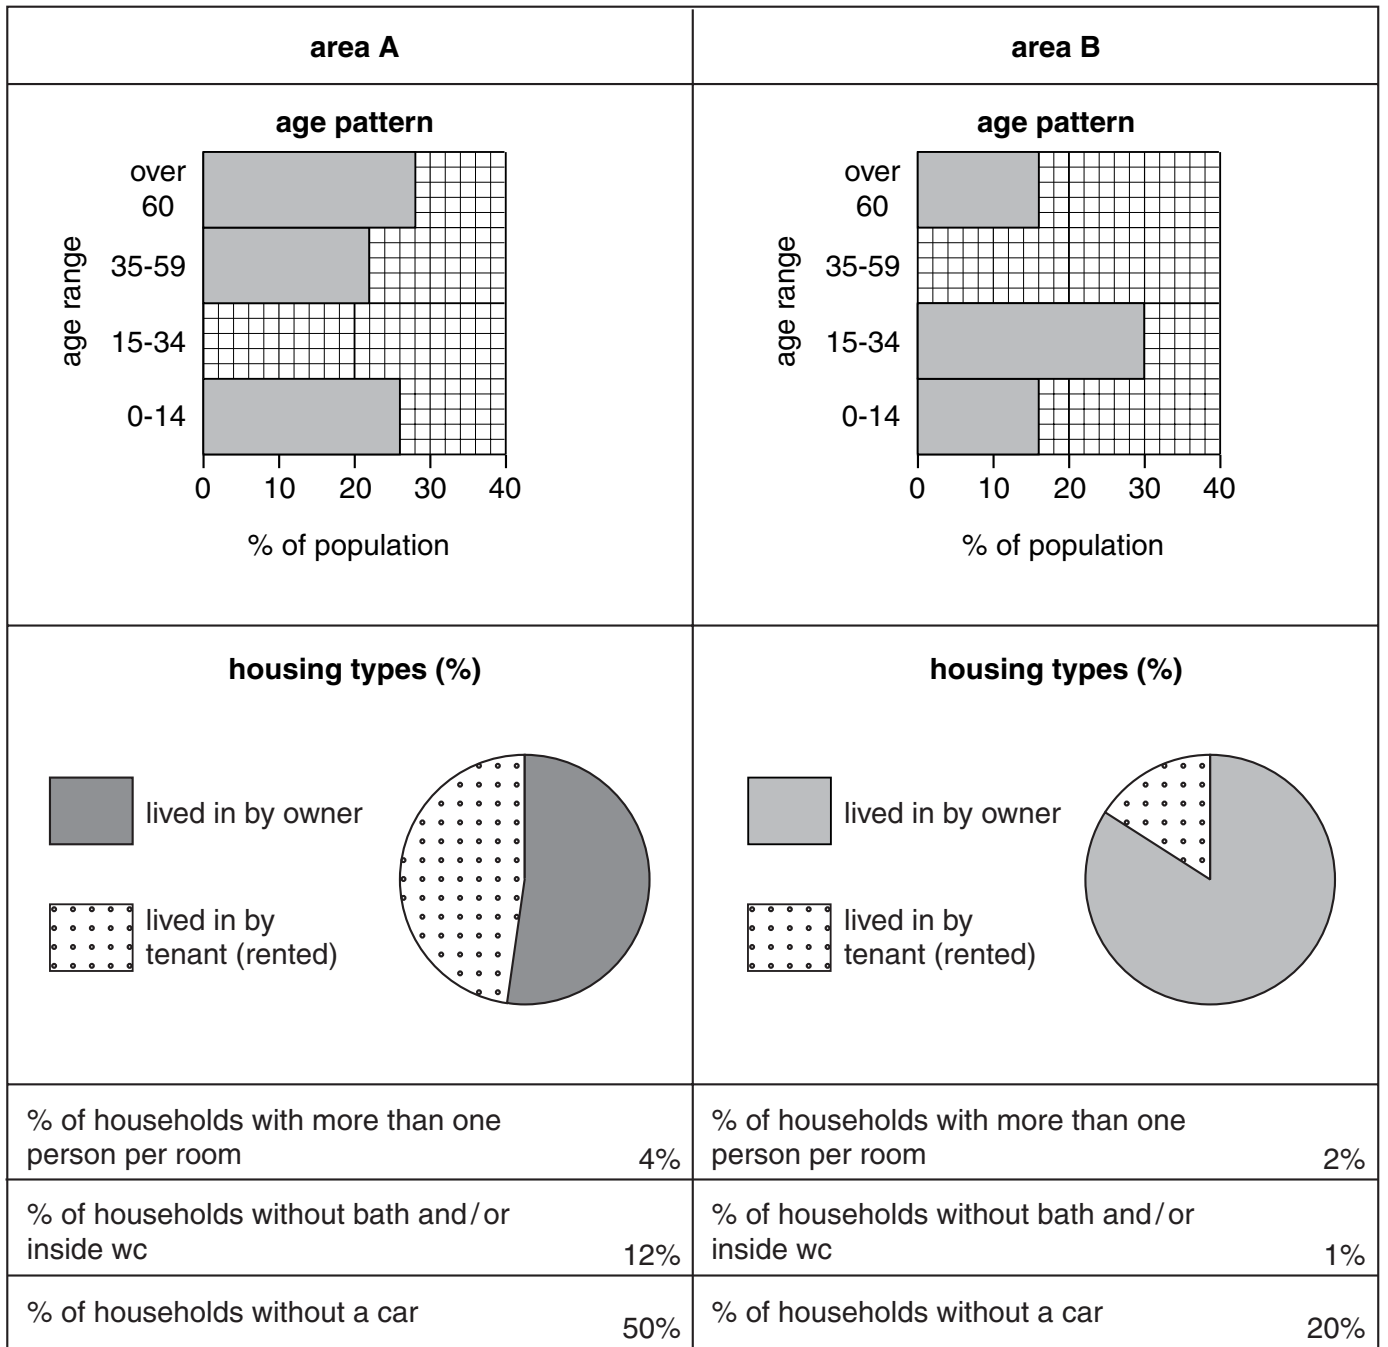 area A
area B
age pattern
over
60
35-59
15-34
0-14
age range
0 10 20 30 40
% of population
age pattern
over
60
35-59
15-34
0-14
age range
0 10 20 30 40
% of population
housing types (%)
lived in by owner
lived in by
tenant (rented)
housing types (%)
lived in by owner
lived in by
tenant (rented)
% of households with more than one
person per room 4%
% of households with more than one
person per room 2%
% of households without bath and/or
inside wc 12%
% of households without bath and/or
inside wc 1%
% of households without a car 50%
% of households without a car 20%